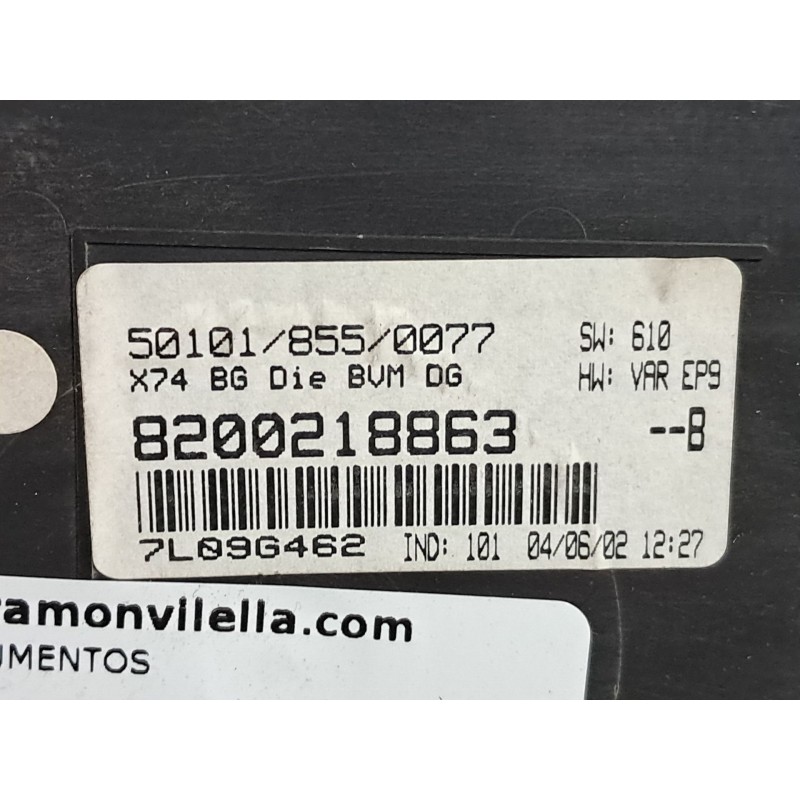 50101/855/0077 SW: 610
X74 BG Die BVM DG HW: VAR EP9
8200218863 --B
7L09G462 IND: 101 04/06/02 12:27
ramonvilella.com
UMENTOS